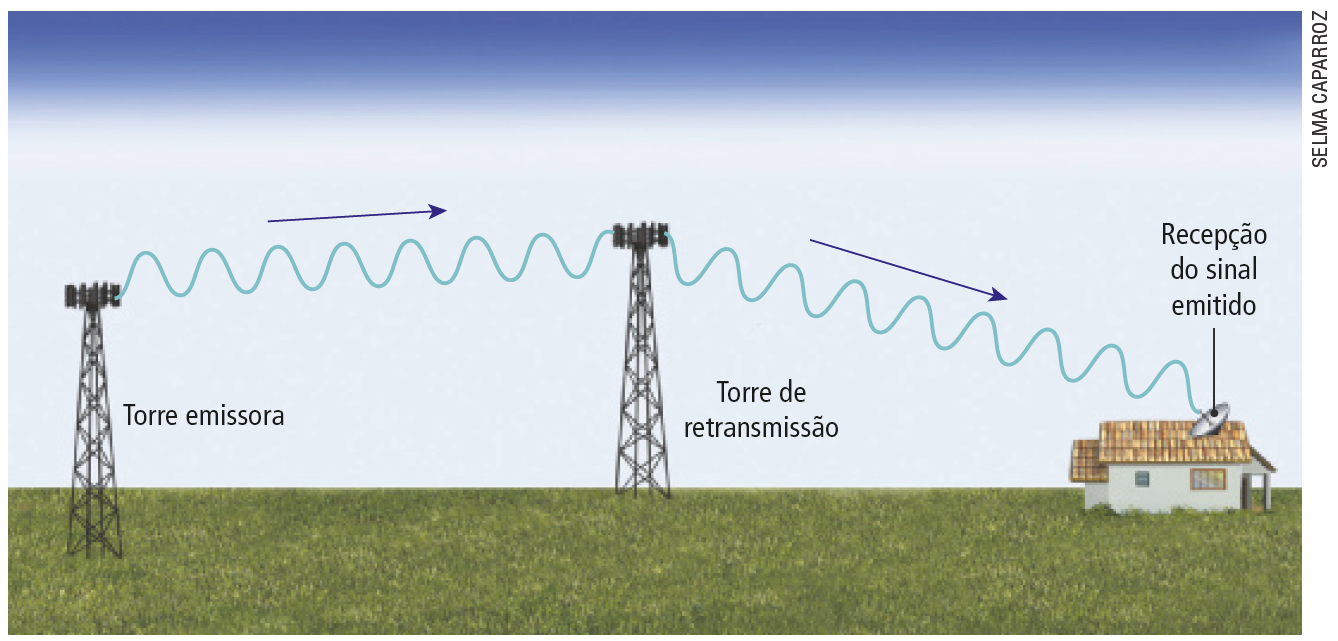 SELMA CAPARROZ
Recepção
do sinal
emitido
Torre emissora
Torre de
retransmissão